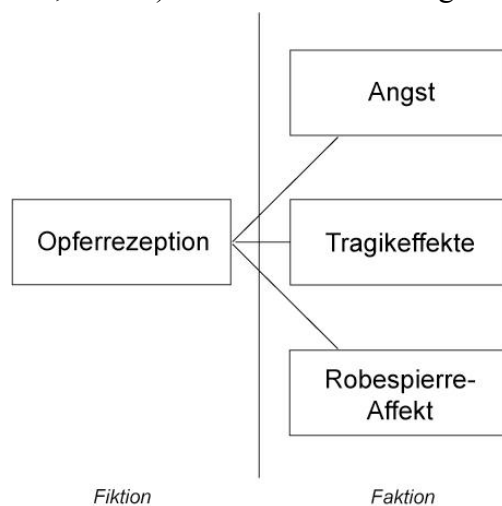 Angst
Opferrezeption
Tragikeffekte
Robespierre-
Affekt
Fiktion
Faktion